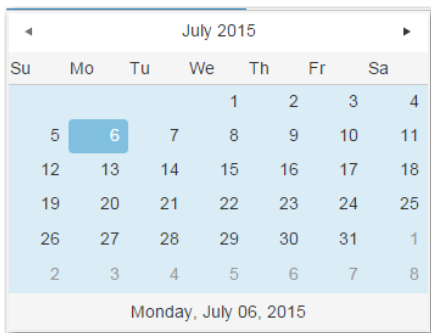 ◄ July 2015 ►
Su Mo Tu We Th Fr Sa
1 2 3 4
5 6 7 8 9 10 11
12 13 14 15 16 17 18
19 20 21 22 23 24 25
26 27 28 29 30 31 1
2 3 4 5 6 7 8
Monday, July 06, 2015